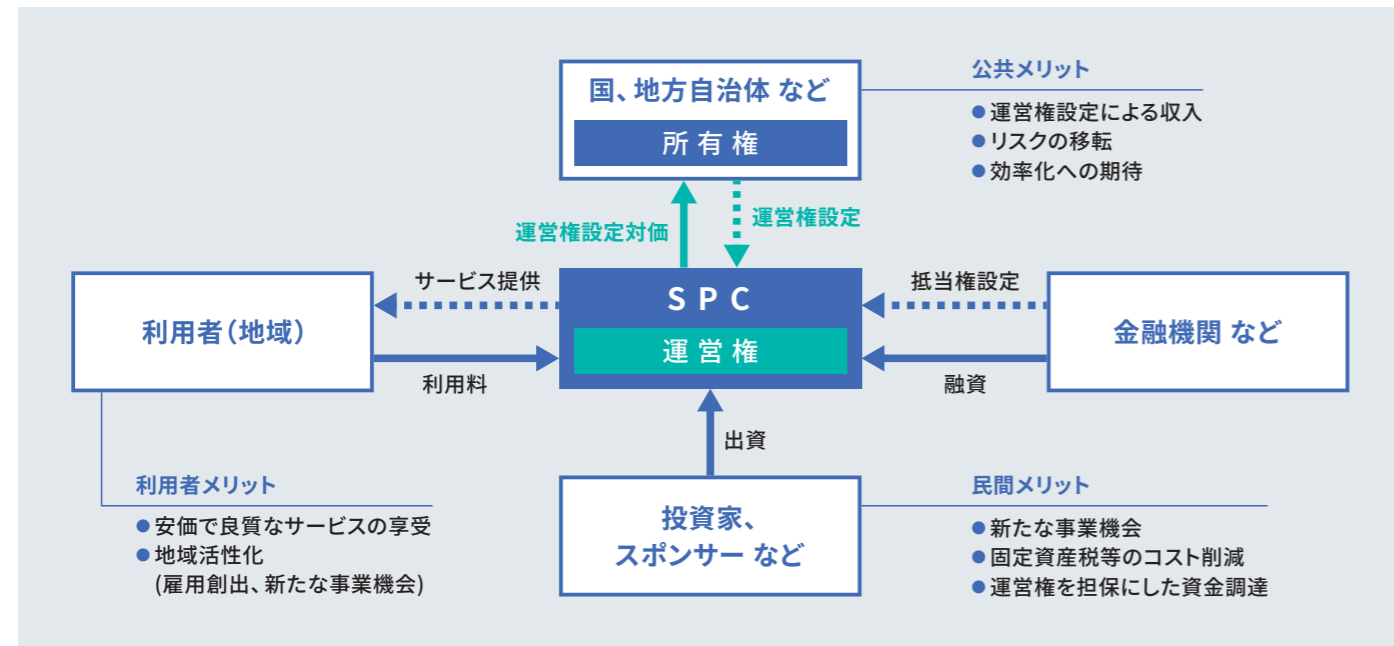 国、地方自治体 など
所有権
公共メリット
●運営権設定による収入
●リスクの移転
●効率化への期待
運営権設定対価
運営権設定
サービス提供
抵当権設定
利用者(地域)
SPC
運営権
金融機関 など
利用料
融資
出資
利用者メリット
●安価で良質なサービスの享受
●地域活性化
(雇用創出、新たな事業機会)
投資家、
スポンサー など
民間メリット
●新たな事業機会
●固定資産税等のコスト削減
●運営権を担保にした資金調達